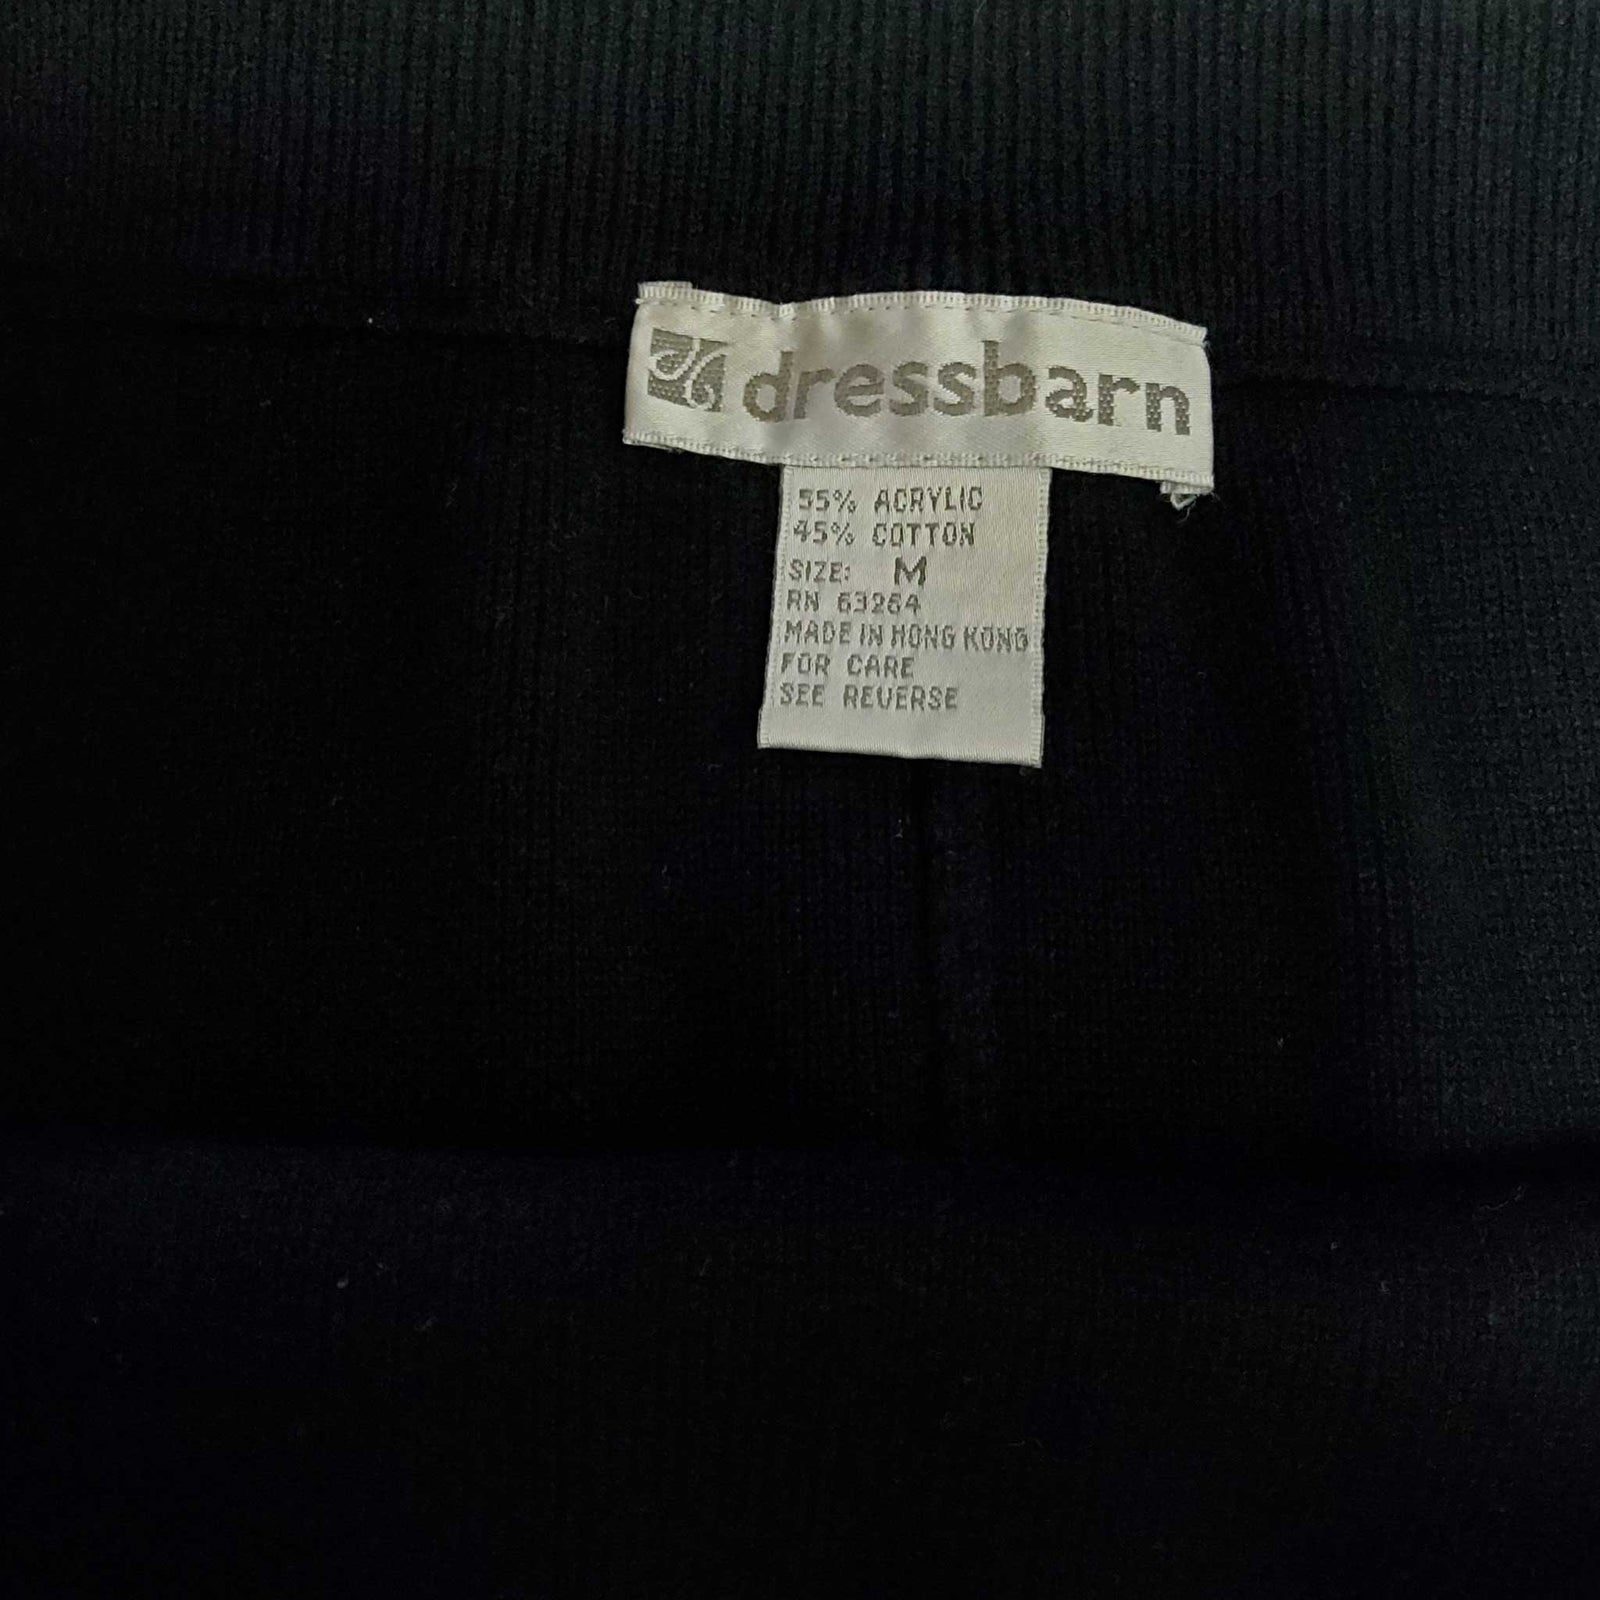 dressbarn
55% ACRYLIC
45% COTTON
SIZE: M
RN 63264
MADE IN HONG KONG
FOR CARE
SEE REVERSE